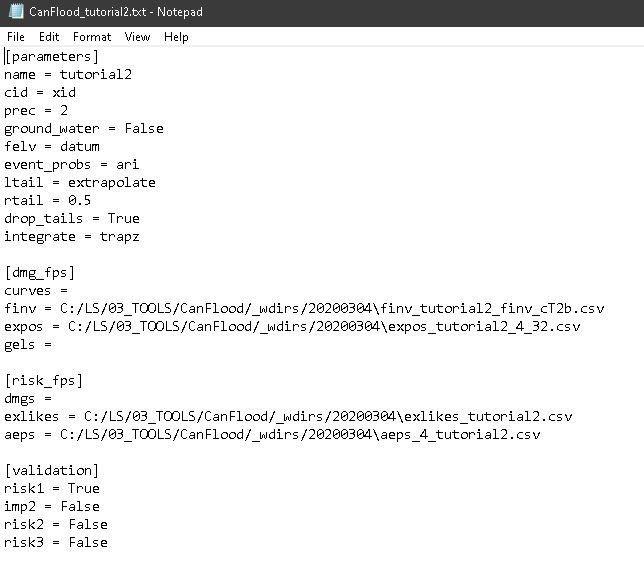 CanFlood_tutorial2.txt - Notepad
File Edit Format View Help
[parameters]
name = tutorial2
cid = xid
prec = 2
ground_water = False
felv = datum
event_probs = ari
ltail = extrapolate
rtail = 0.5
drop_tails = True
integrate = trapz
[dmg_fps]
curves =
finv = C:/LS/03_TOOLS/CanFlood/_wdirs/20200304\finv_tutorial2_finv_cT2b.csv
expos = C:/LS/03_TOOLS/CanFlood/_wdirs/20200304\expos_tutorial2_4_32.csv
gels =
[risk_fps]
dmgs =
exlikes = C:/LS/03_TOOLS/CanFlood/_wdirs/20200304\exlikes_tutorial2.csv
aeps = C:/LS/03_TOOLS/CanFlood/_wdirs/20200304\aeps_4_tutorial2.csv
[validation]
risk1 = True
imp2 = False
risk2 = False
risk3 = False